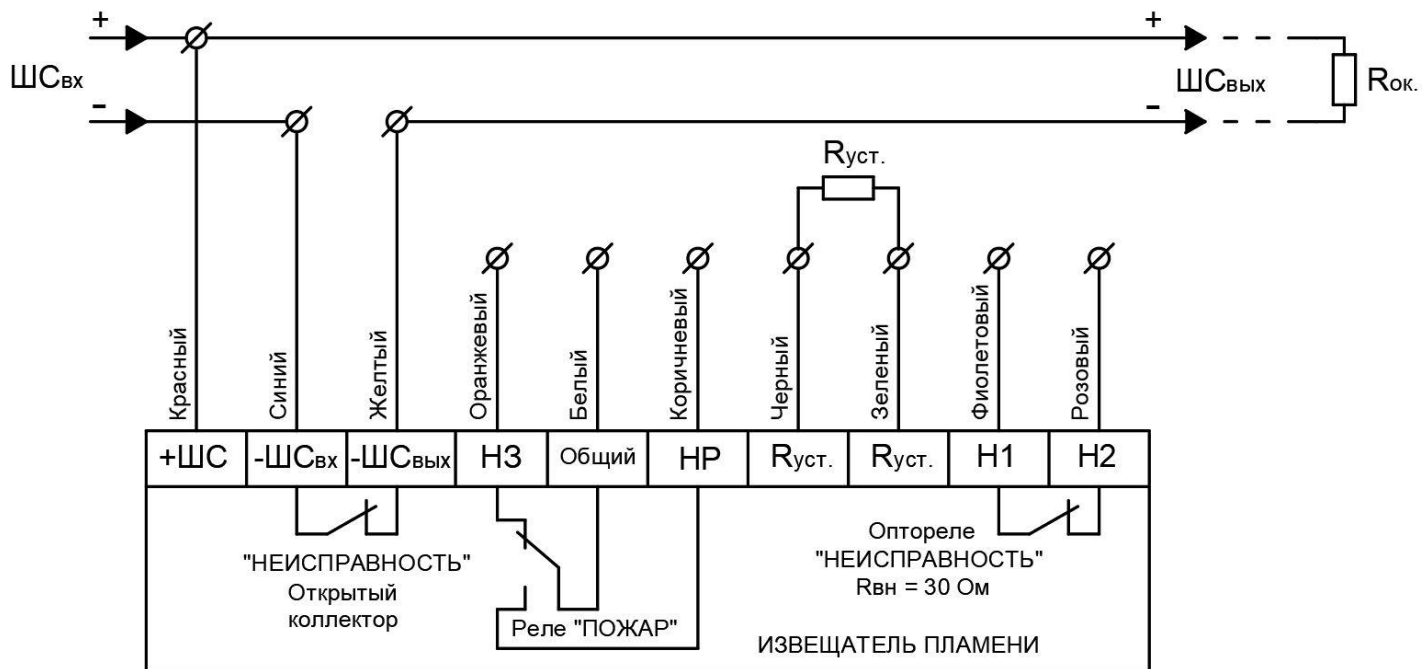 +
+
ШСвх
ШСвых
Rок.
-
-
Rуст.
Красный
Синий
Желтый
Оранжевый
Белый
Коричневый
Черный
Зеленый
Фиолетовый
Розовый
+ШС
-ШСвх
-ШСвых
НЗ
Общий
НР
Rуст.
Rуст.
Н1
Н2
"НЕИСПРАВНОСТЬ"
Открытый
коллектор
Реле "ПОЖАР"
Оптореле
"НЕИСПРАВНОСТЬ"
Rвн = 30 Ом
ИЗВЕЩАТЕЛЬ ПЛАМЕНИ